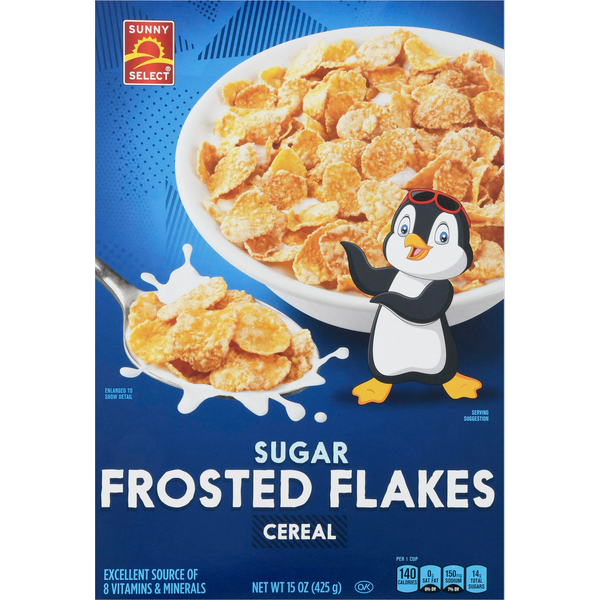 SUNNY
SELECT®
ENLARGED TO
SHOW DETAIL
SERVING
SUGGESTION
SUGAR
FROSTED FLAKES
CEREAL
EXCELLENT SOURCE OF
8 VITAMINS & MINERALS
NET WT 15 OZ (425 g)
OVK
PER 1 CUP
140
CALORIES
0g
SAT FAT
0% DV
150mg
SODIUM
7% DV
14g
TOTAL
SUGARS